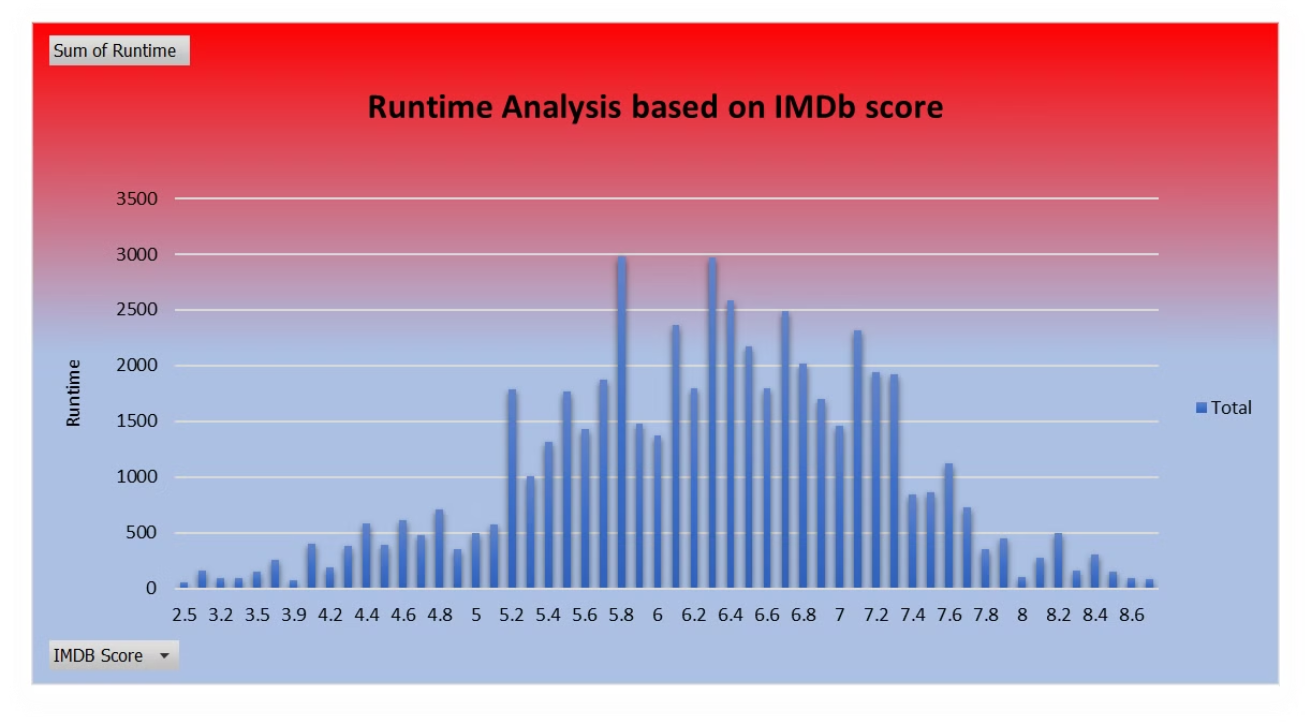 Sum of Runtime
Runtime Analysis based on IMDb score
3500
3000
2500
2000
1500
1000
500
0
Runtime
Total
2.5 3.2 3.5 3.9 4.2 4.4 4.6 4.8 5 5.2 5.4 5.6 5.8 6 6.2 6.4 6.6 6.8 7 7.2 7.4 7.6 7.8 8 8.2 8.4 8.6
IMDB Score